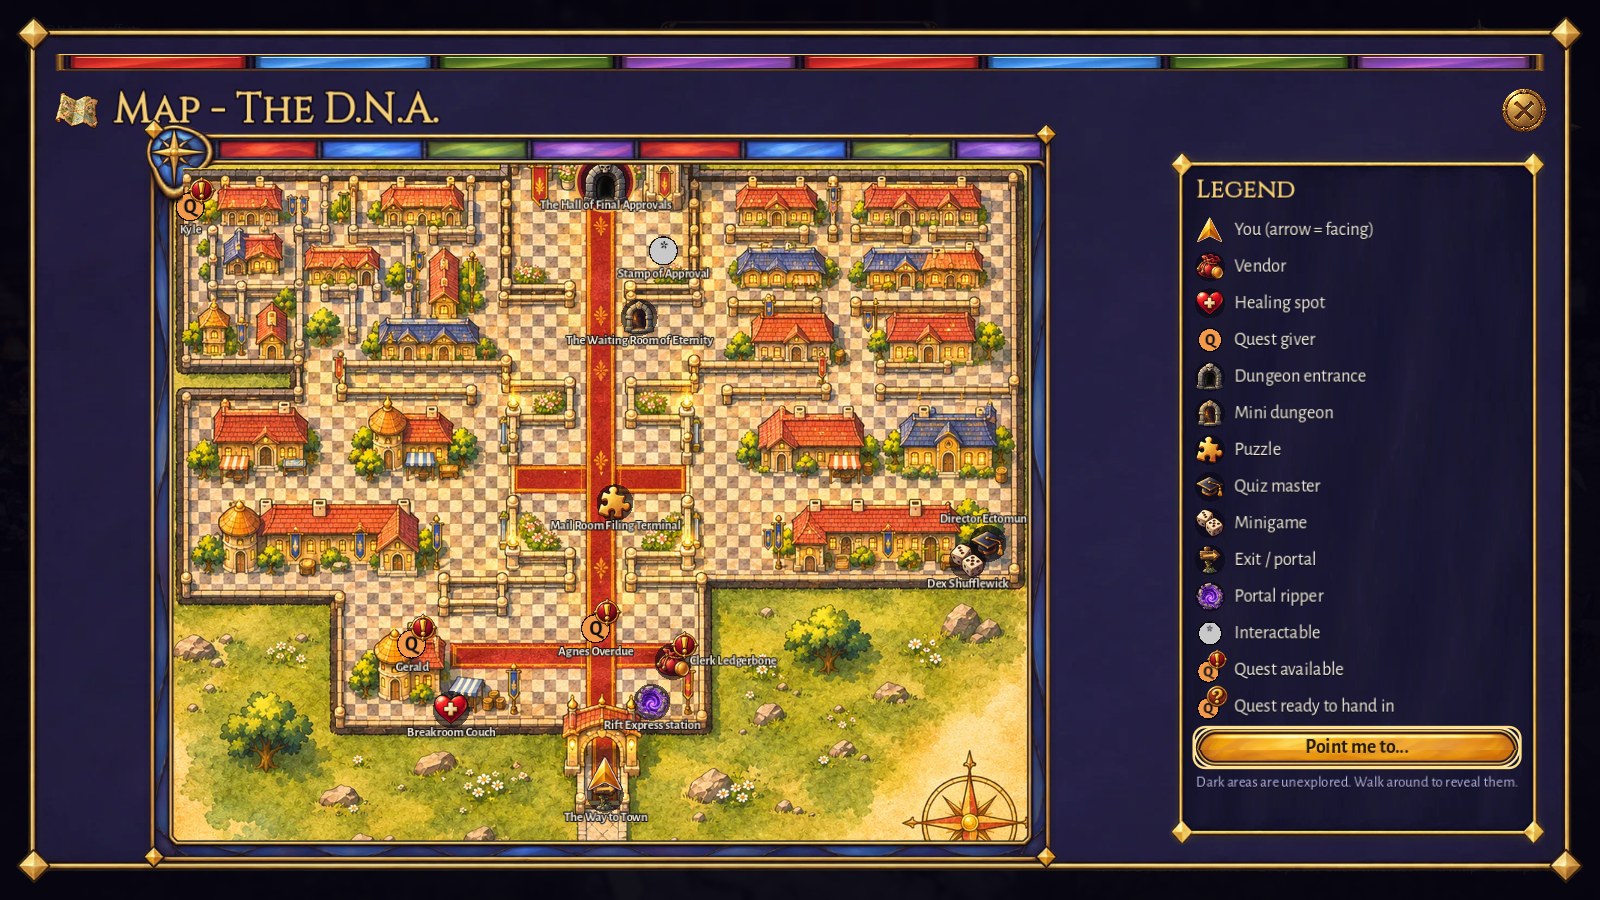 Map - The D.N.A.
The Hall of Final Approvals
Q
Kyle
*
Stamp of Approval
The Waiting Room of Eternity
Mail Room Filing Terminal
Director Ectomun
Dex Shufflewick
Q
Agnes Overdue
Q
Gerald
Clerk Ledgerbone
Rift Express station
Breakroom Couch
The Way to Town
Legend
You (arrow = facing)
Vendor
Healing spot
Q
Quest giver
Dungeon entrance
Mini dungeon
Puzzle
Quiz master
Minigame
Exit / portal
Portal ripper
*
Interactable
Q
Quest available
Q
Quest ready to hand in
Point me to...
Dark areas are unexplored. Walk around to reveal them.